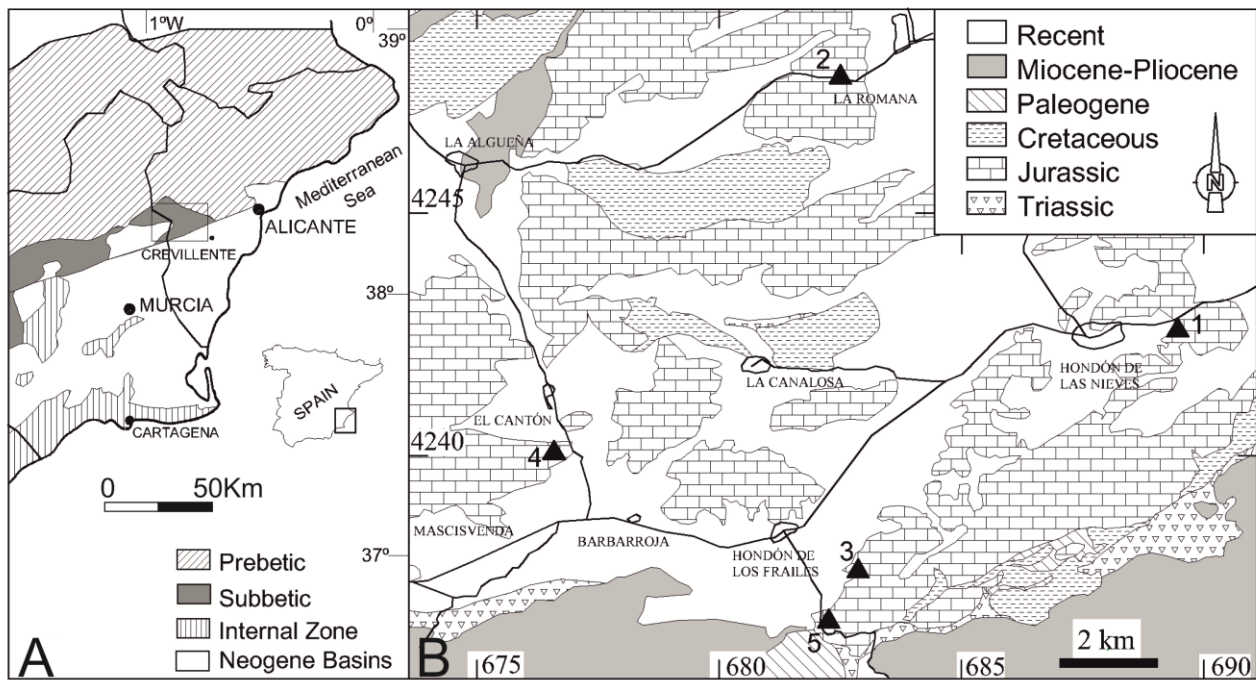 1ºW
0º
39º
Mediterranean
Sea
ALICANTE
CREVILLENTE
38º
MURCIA
SPAIN
CARTAGENA
0 50Km
37º
Prebetic
Subbetic
Internal Zone
Neogene Basins
A
Recent
Miocene-Pliocene
Paleogene
Cretaceous
Jurassic
Triassic
N
2
LA ROMANA
LA ALGUEÑA
4245
1
HONDÓN DE
LAS NIEVES
LA CANALOSA
EL CANTÓN
4240
4
MASCISVENDA
BARBARROJA
HONDÓN DE
LOS FRAILES
3
5
2 km
B
675
680
685
690